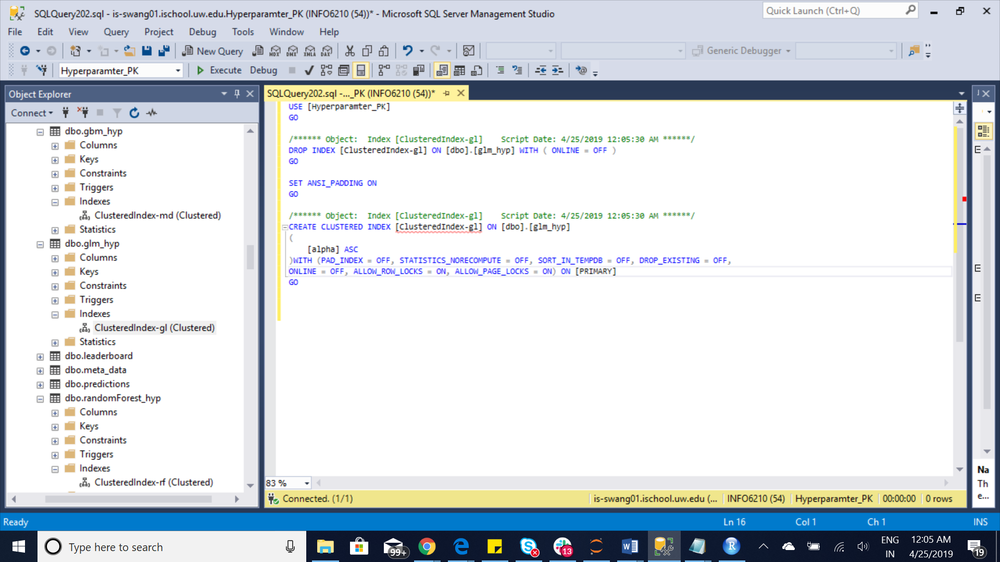 SQLQuery202.sql - is-swang01.ischool.uw.edu.Hyperparamter_PK (INFO6210 (54))* - Microsoft SQL Server Management Studio
Quick Launch (Ctrl+Q)
File Edit View Query Project Debug Tools Window Help
New Query MDX DMX XMLA DAX Generic Debugger
Hyperparamter_PK Execute Debug
Object Explorer
Connect
dbo.gbm_hyp
Columns
Keys
Constraints
Triggers
Indexes
ClusteredIndex-md (Clustered)
Statistics
dbo.glm_hyp
Columns
Keys
Constraints
Triggers
Indexes
ClusteredIndex-gl (Clustered)
Statistics
dbo.leaderboard
dbo.meta_data
dbo.predictions
dbo.randomForest_hyp
Columns
Keys
Constraints
Triggers
Indexes
ClusteredIndex-rf (Clustered)
SQLQuery202.sql -..._PK (INFO6210 (54))*
USE [Hyperparamter_PK]
GO
/****** Object:  Index [ClusteredIndex-gl]    Script Date: 4/25/2019 12:05:30 AM ******/
DROP INDEX [ClusteredIndex-gl] ON [dbo].[glm_hyp] WITH ( ONLINE = OFF )
GO
SET ANSI_PADDING ON
GO
/****** Object:  Index [ClusteredIndex-gl]    Script Date: 4/25/2019 12:05:30 AM ******/
CREATE CLUSTERED INDEX [ClusteredIndex-gl] ON [dbo].[glm_hyp]
(
[alpha] ASC
)WITH (PAD_INDEX = OFF, STATISTICS_NORECOMPUTE = OFF, SORT_IN_TEMPDB = OFF, DROP_EXISTING = OFF,
ONLINE = OFF, ALLOW_ROW_LOCKS = ON, ALLOW_PAGE_LOCKS = ON) ON [PRIMARY]
GO
83 %
Connected. (1/1) is-swang01.ischool.uw.edu (... INFO6210 (54) Hyperparamter_PK 00:00:00 0 rows
Na
Th
e...
Ready Ln 16 Col 1 Ch 1 INS
Type here to search
99+
13
ENG
IN
12:05 AM
4/25/2019
19